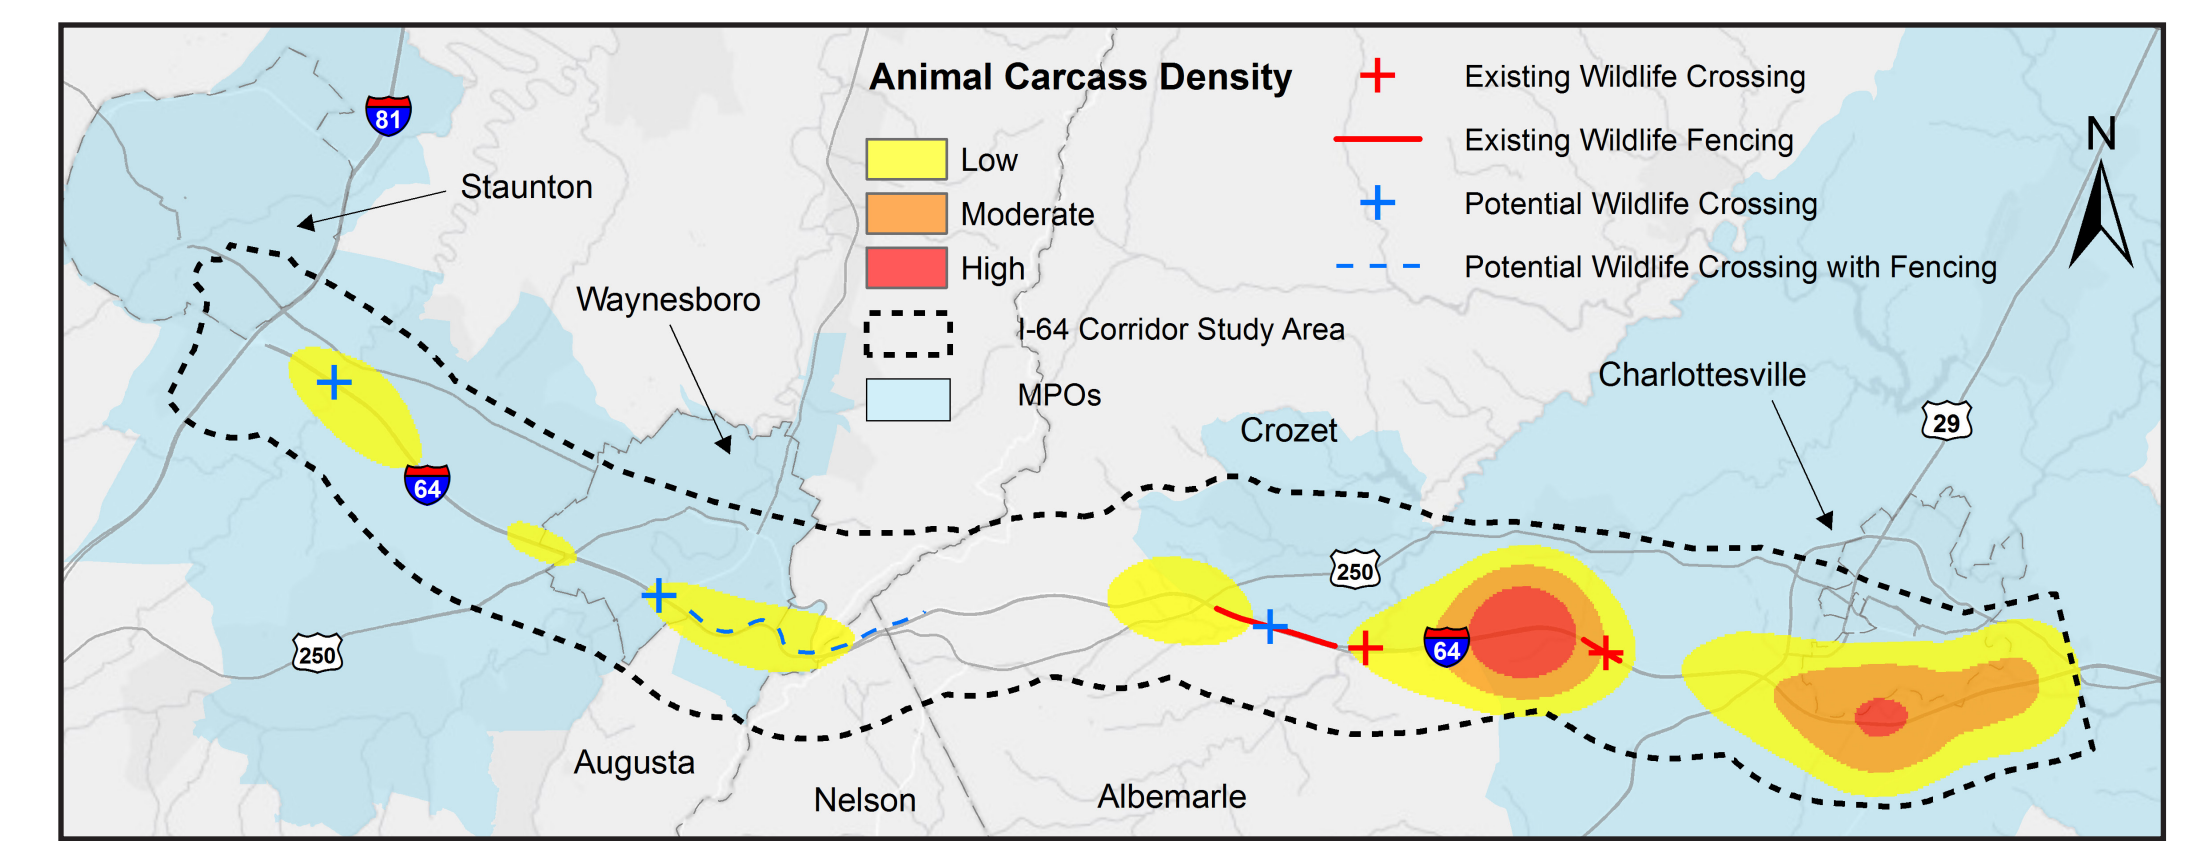 Animal Carcass Density
Low
Moderate
High
I-64 Corridor Study Area
MPOs
Existing Wildlife Crossing
Existing Wildlife Fencing
Potential Wildlife Crossing
Potential Wildlife Crossing with Fencing
N
81
Staunton
Waynesboro
Charlottesville
29
Crozet
64
250
250
64
Augusta
Nelson
Albemarle